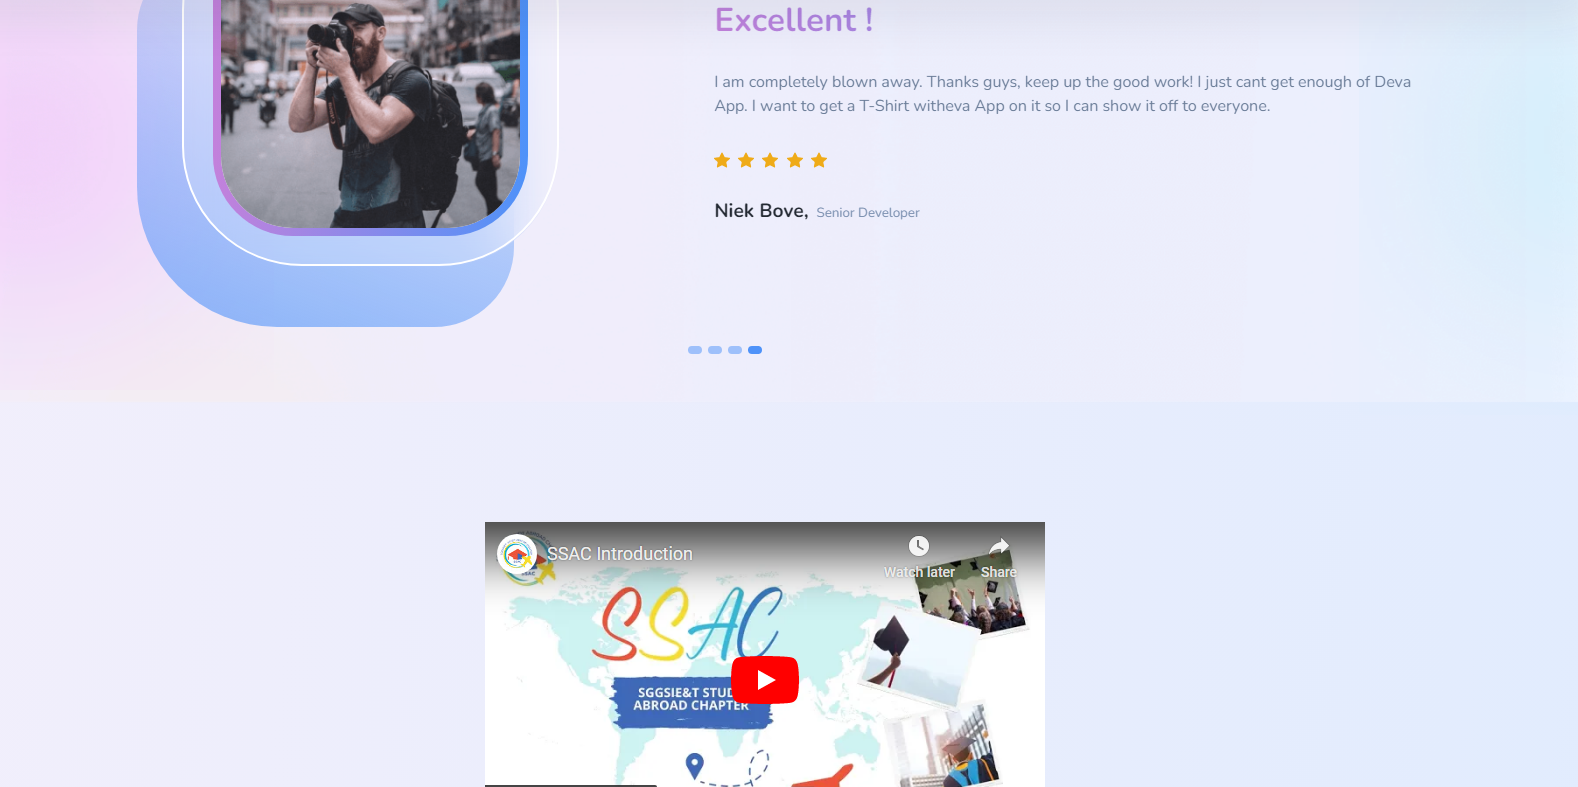 Excellent !
I am completely blown away. Thanks guys, keep up the good work! I just cant get enough of Deva
App. I want to get a T-Shirt witheva App on it so I can show it off to everyone.
Niek Bove, Senior Developer
SSAC Introduction
Watch later
Share
SSAC
SGGSIE&T STUD
ABROAD CHAPTER